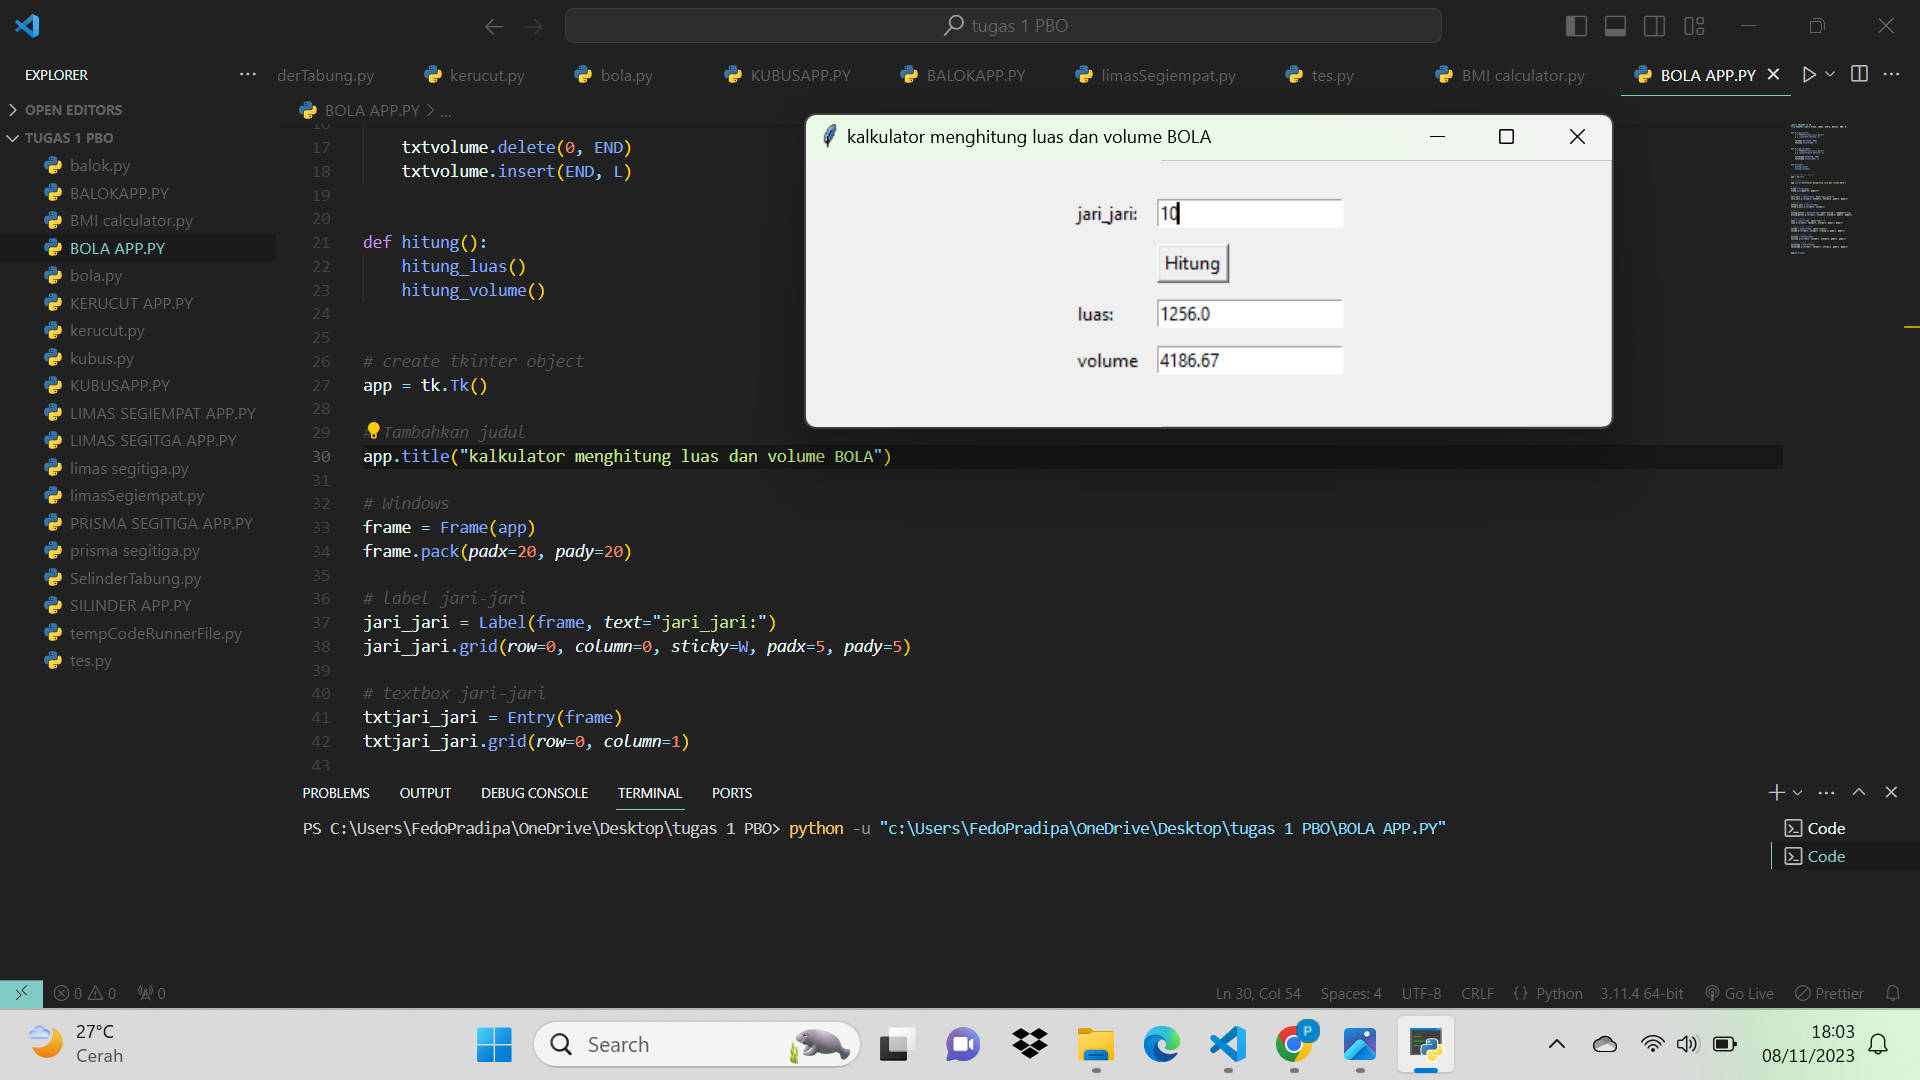 tugas 1 PBO
EXPLORER
derTabung.py
kerucut.py
bola.py
KUBUSAPP.PY
BALOKAPP.PY
limasSegiempat.py
tes.py
BMI calculator.py
BOLA APP.PY
OPEN EDITORS
TUGAS 1 PBO
balok.py
BALOKAPP.PY
BMI calculator.py
BOLA APP.PY
bola.py
KERUCUT APP.PY
kerucut.py
kubus.py
KUBUSAPP.PY
LIMAS SEGIEMPAT APP.PY
LIMAS SEGITGA APP.PY
limas segitiga.py
limasSegiempat.py
PRISMA SEGITIGA APP.PY
prisma segitiga.py
SelinderTabung.py
SILINDER APP.PY
tempCodeRunnerFile.py
tes.py
BOLA APP.PY > ...
16
17 txtvolume.delete(0, END)
18 txtvolume.insert(END, L)
19
20
21 def hitung():
22 hitung_luas()
23 hitung_volume()
24
25
26 # create tkinter object
27 app = tk.Tk()
28
29 # Tambahkan judul
30 app.title("kalkulator menghitung luas dan volume BOLA")
31
32 # Windows
33 frame = Frame(app)
34 frame.pack(padx=20, pady=20)
35
36 # label jari-jari
37 jari_jari = Label(frame, text="jari_jari:")
38 jari_jari.grid(row=0, column=0, sticky=W, padx=5, pady=5)
39
40 # textbox jari-jari
41 txtjari_jari = Entry(frame)
42 txtjari_jari.grid(row=0, column=1)
43
kalkulator menghitung luas dan volume BOLA
jari_jari: 10
Hitung
luas: 1256.0
volume 4186.67
PROBLEMS OUTPUT DEBUG CONSOLE TERMINAL PORTS
PS C:\Users\FedoPradipa\OneDrive\Desktop\tugas 1 PBO> python -u "c:\Users\FedoPradipa\OneDrive\Desktop\tugas 1 PBO\BOLA APP.PY"
Code
Code
0 0 0
Ln 30, Col 54 Spaces: 4 UTF-8 CRLF {} Python 3.11.4 64-bit Go Live Prettier
27°C
Cerah
Search
P
18:03
08/11/2023